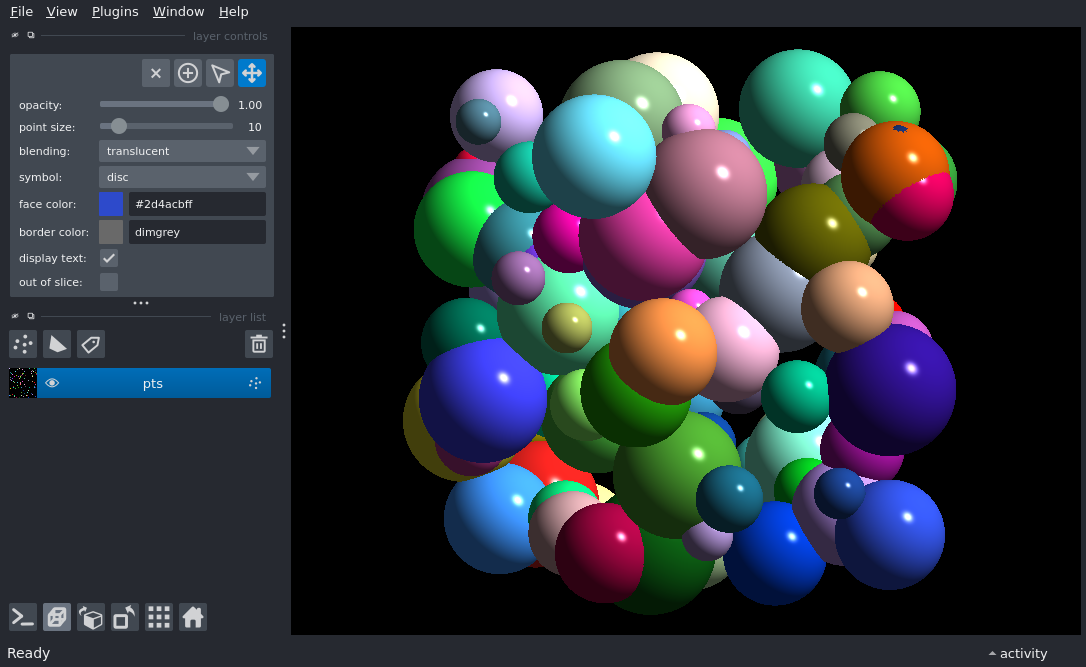 File View Plugins Window Help
layer controls
opacity: 1.00
point size: 10
blending: translucent
symbol: disc
face color: #2d4acbff
border color: dimgrey
display text:
out of slice:
layer list
pts
Ready
activity